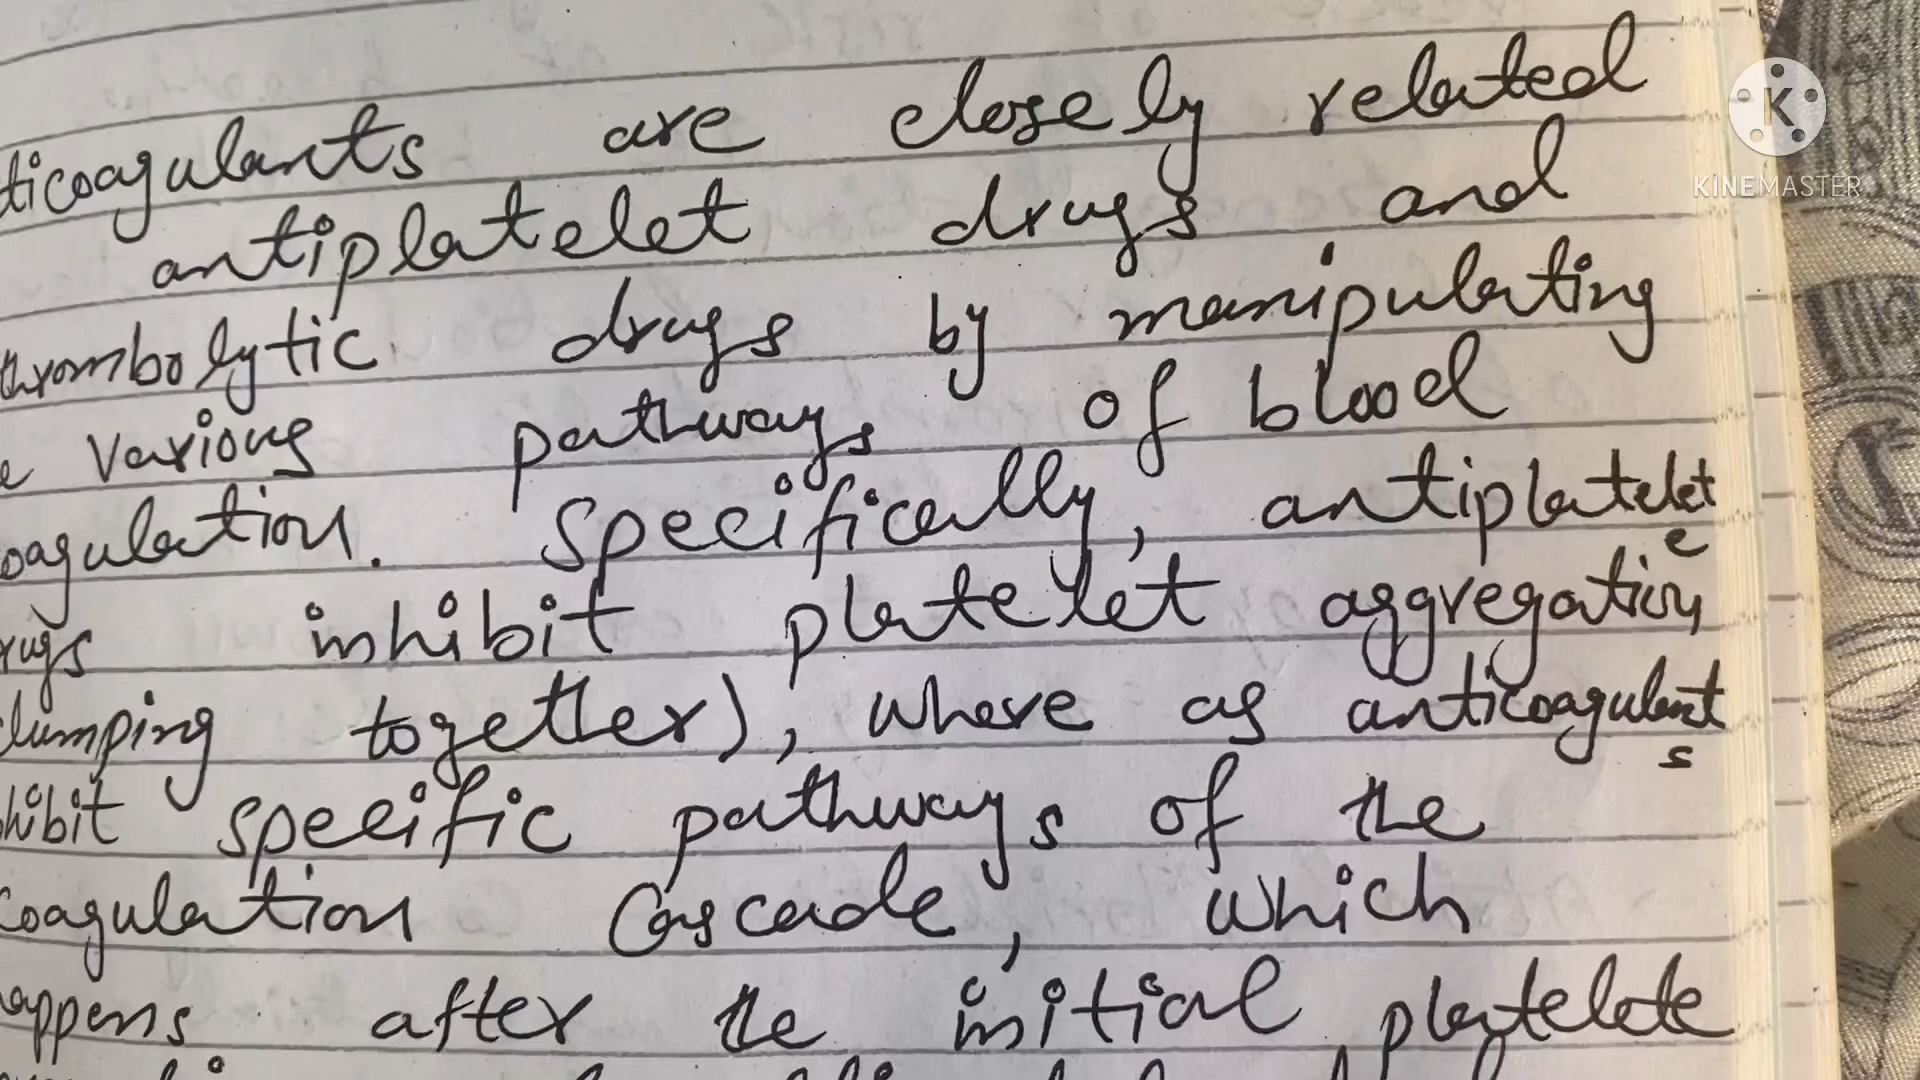 ticoagulants are closely related
antiplatelet drugs and
thrombolytic drugs by manipulating
e various pathways of blood
oagulation. Specifically, antiplatelet
e
rugs inhibit platelet aggregation
lumping together), where as anticoagulant
s
hibit specific pathways of the
coagulation Cascade, which
appens after the initial platelete
KINEMASTER